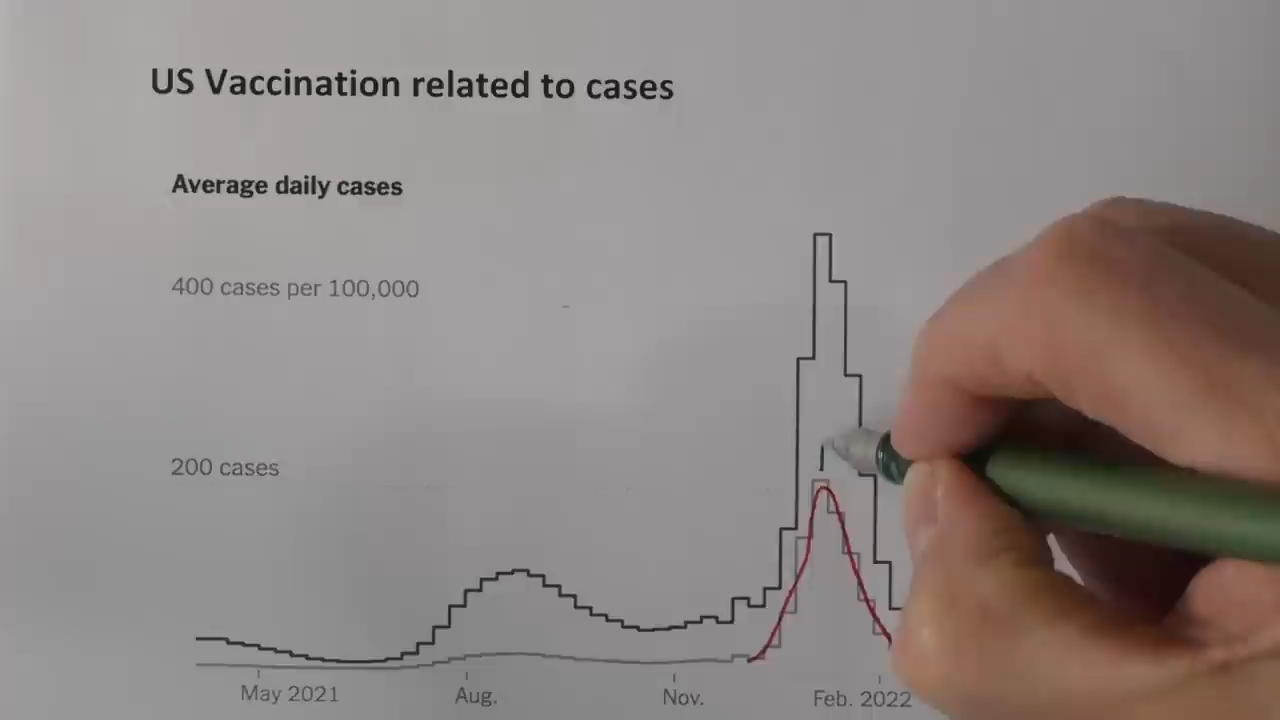 US Vaccination related to cases
Average daily cases
400 cases per 100,000
200 cases
May 2021 Aug. Nov. Feb. 2022